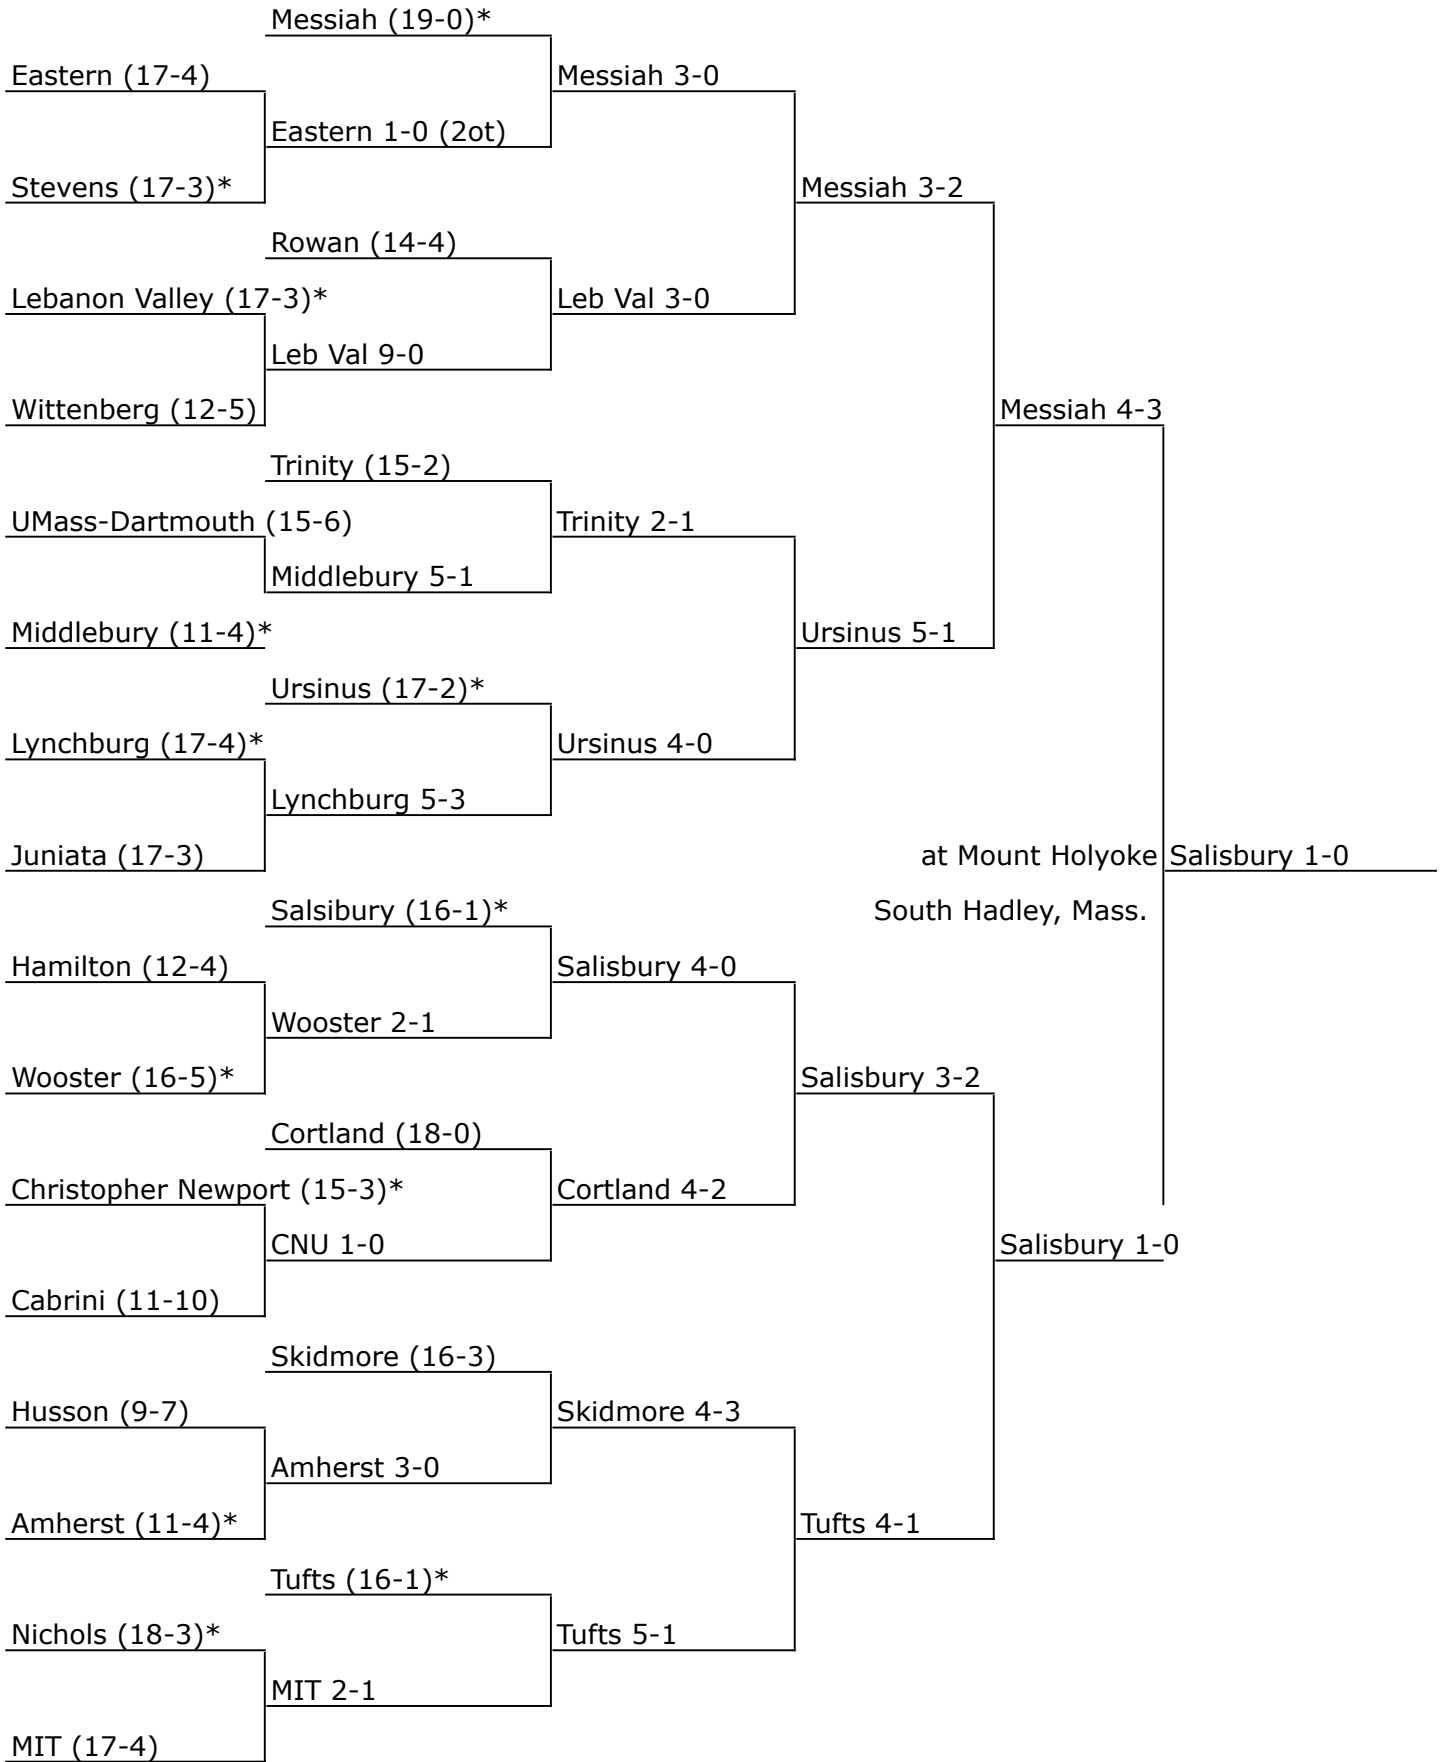 Messiah (19-0)*
Eastern (17-4)
Messiah 3-0
Eastern 1-0 (2ot)
Stevens (17-3)*
Messiah 3-2
Rowan (14-4)
Lebanon Valley (17-3)*
Leb Val 3-0
Leb Val 9-0
Wittenberg (12-5)
Messiah 4-3
Trinity (15-2)
UMass-Dartmouth (15-6)
Trinity 2-1
Middlebury 5-1
Middlebury (11-4)*
Ursinus 5-1
Ursinus (17-2)*
Lynchburg (17-4)*
Ursinus 4-0
Lynchburg 5-3
Juniata (17-3)
at Mount Holyoke
Salisbury 1-0
Salsibury (16-1)*
South Hadley, Mass.
Hamilton (12-4)
Salisbury 4-0
Wooster 2-1
Wooster (16-5)*
Salisbury 3-2
Cortland (18-0)
Christopher Newport (15-3)*
Cortland 4-2
CNU 1-0
Salisbury 1-0
Cabrini (11-10)
Skidmore (16-3)
Husson (9-7)
Skidmore 4-3
Amherst 3-0
Amherst (11-4)*
Tufts 4-1
Tufts (16-1)*
Nichols (18-3)*
Tufts 5-1
MIT 2-1
MIT (17-4)